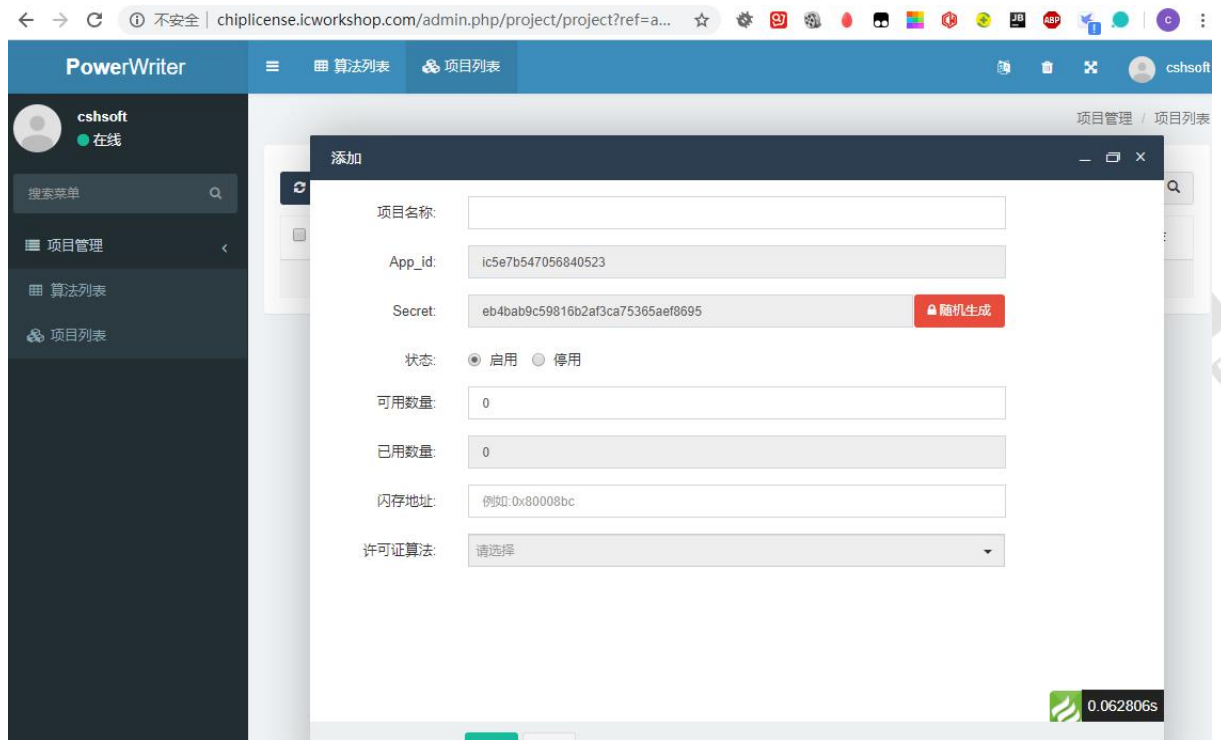 不安全 chiplicense.icworkshop.com/admin.php/project/project?ref=a...
PowerWriter
算法列表
项目列表
cshsoft
cshsoft
在线
项目管理 / 项目列表
搜索菜单
项目管理
算法列表
项目列表
添加
项目名称:
App_id: ic5e7b547056840523
Secret: eb4bab9c59816b2af3ca75365aef8695 随机生成
状态: 启用 停用
可用数量: 0
已用数量: 0
闪存地址: 例如:0x80008bc
许可证算法: 请选择
0.062806s